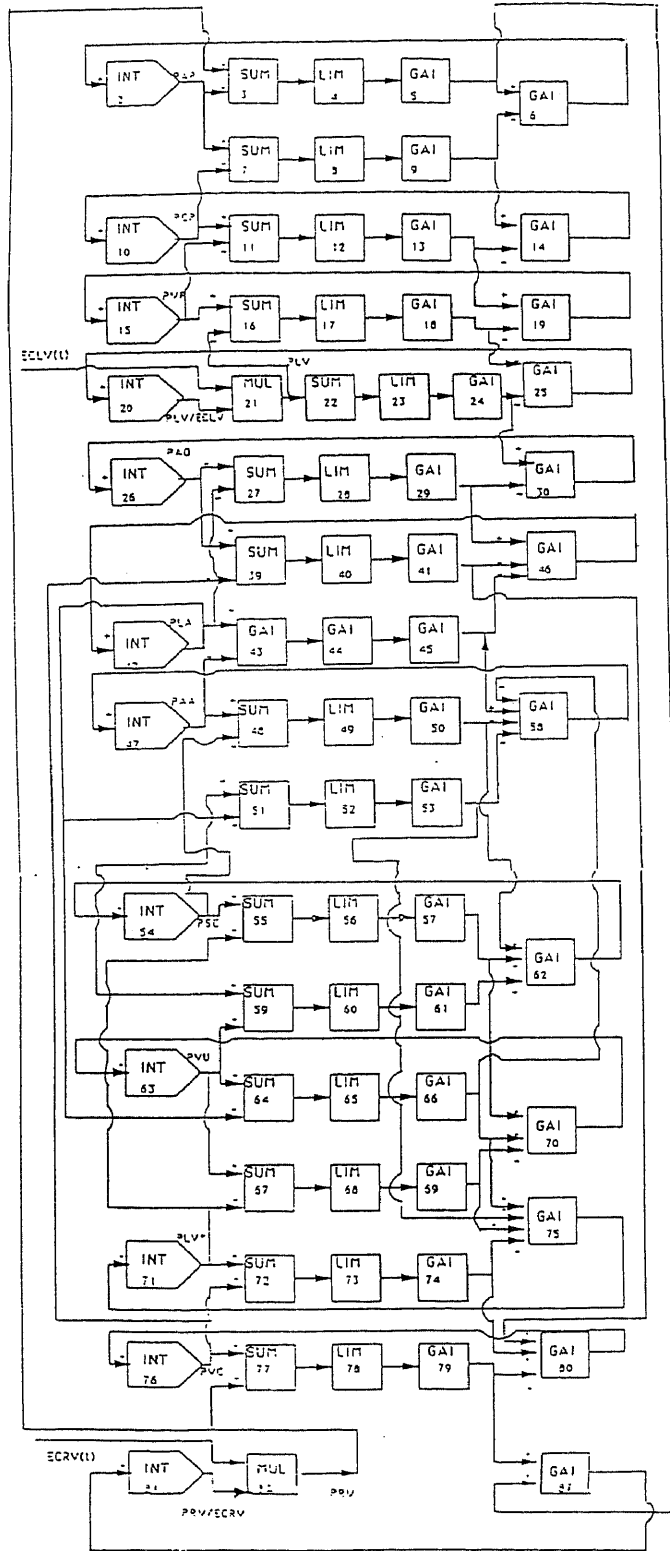 INT SUM LIM GAI
PAP
3 4 5
GAI
6
SUM LIM GAI
7 8 9
INT PCP SUM LIM GAI GAI
10 11 12 13 14
INT SUM LIM GAI GAI
15 16 17 18 19
ECLV(t) PLV
INT MUL SUM LIM GAI GAI
20 21 22 23 24 25
PLV/ECLV
PAO
INT SUM LIM GAI GAI
26 27 28 29 30
SUM LIM GAI GAI
39 40 41 46
INT PLA GAI GAI GAI
43 44 45
INT PAA SUM LIM GAI GAI
47 48 49 50 58
SUM LIM GAI
51 52 53
INT SUM LIM GAI
54 PSC 55 56 57
GAI
62
SUM LIM GAI
59 60 61
INT PVU
63
SUM LIM GAI
64 65 66
GAI
70
SUM LIM GAI
67 68 69
GAI
75
INT PLV* SUM LIM GAI
71 72 73 74
INT PVC SUM LIM GAI GAI
76 77 78 79 80
ECRV(t)
INT MUL PRV GAI
PRV/ECRV